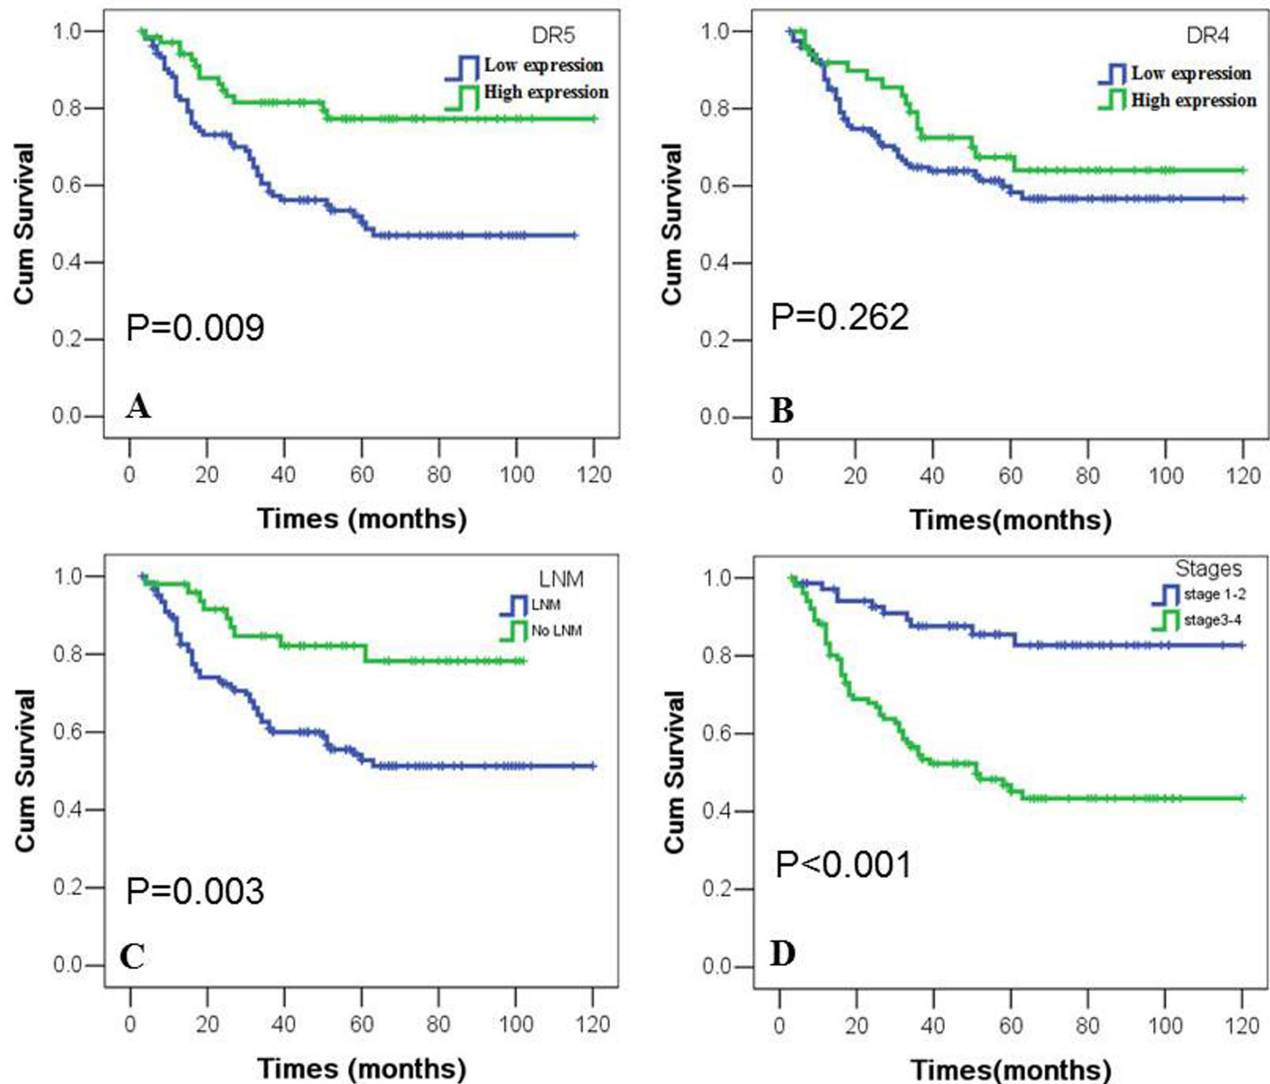 DR5
Low expression
High expression
1.0
0.8
0.6
0.4
0.2
0.0
Cum Survival
P=0.009
A
0 20 40 60 80 100 120
Times (months)
DR4
Low expression
High expression
1.0
0.8
0.6
0.4
0.2
0.0
Cum Survival
P=0.262
B
0 20 40 60 80 100 120
Times(months)
LNM
LNM
No LNM
1.0
0.8
0.6
0.4
0.2
0.0
Cum Survival
P=0.003
C
0 20 40 60 80 100 120
Times (months)
Stages
stage 1-2
stage3-4
1.0
0.8
0.6
0.4
0.2
0.0
Cum Survival
P<0.001
D
0 20 40 60 80 100 120
Times(months)